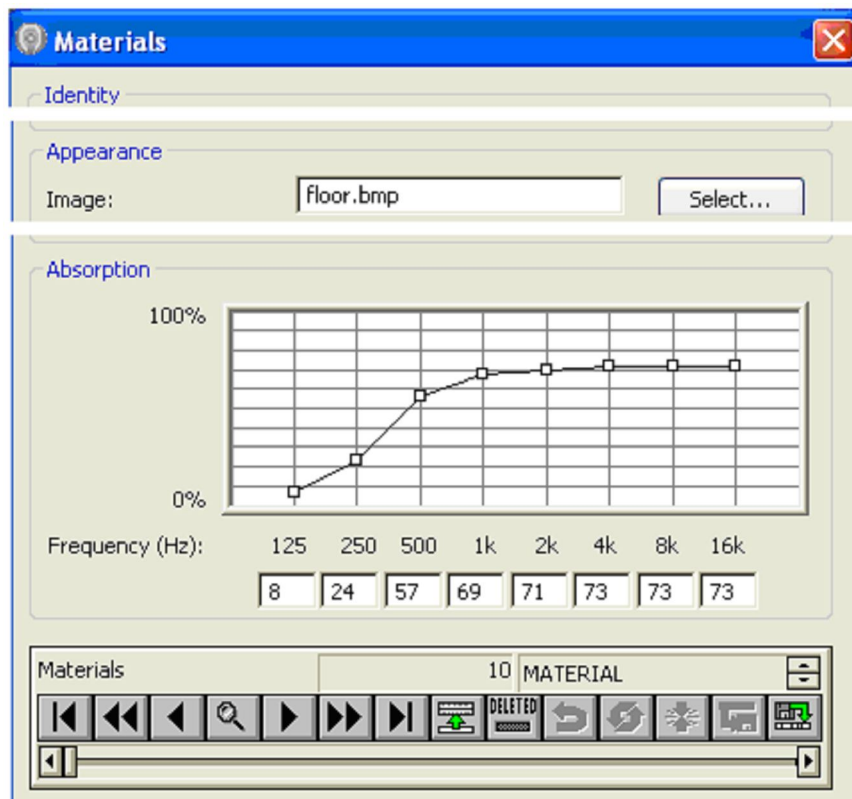 Materials
Identity
Appearance
Image: floor.bmp Select...
Absorption
100%
0%
Frequency (Hz): 125 250 500 1k 2k 4k 8k 16k
8 24 57 69 71 73 73 73
Materials 10 MATERIAL
DELETED